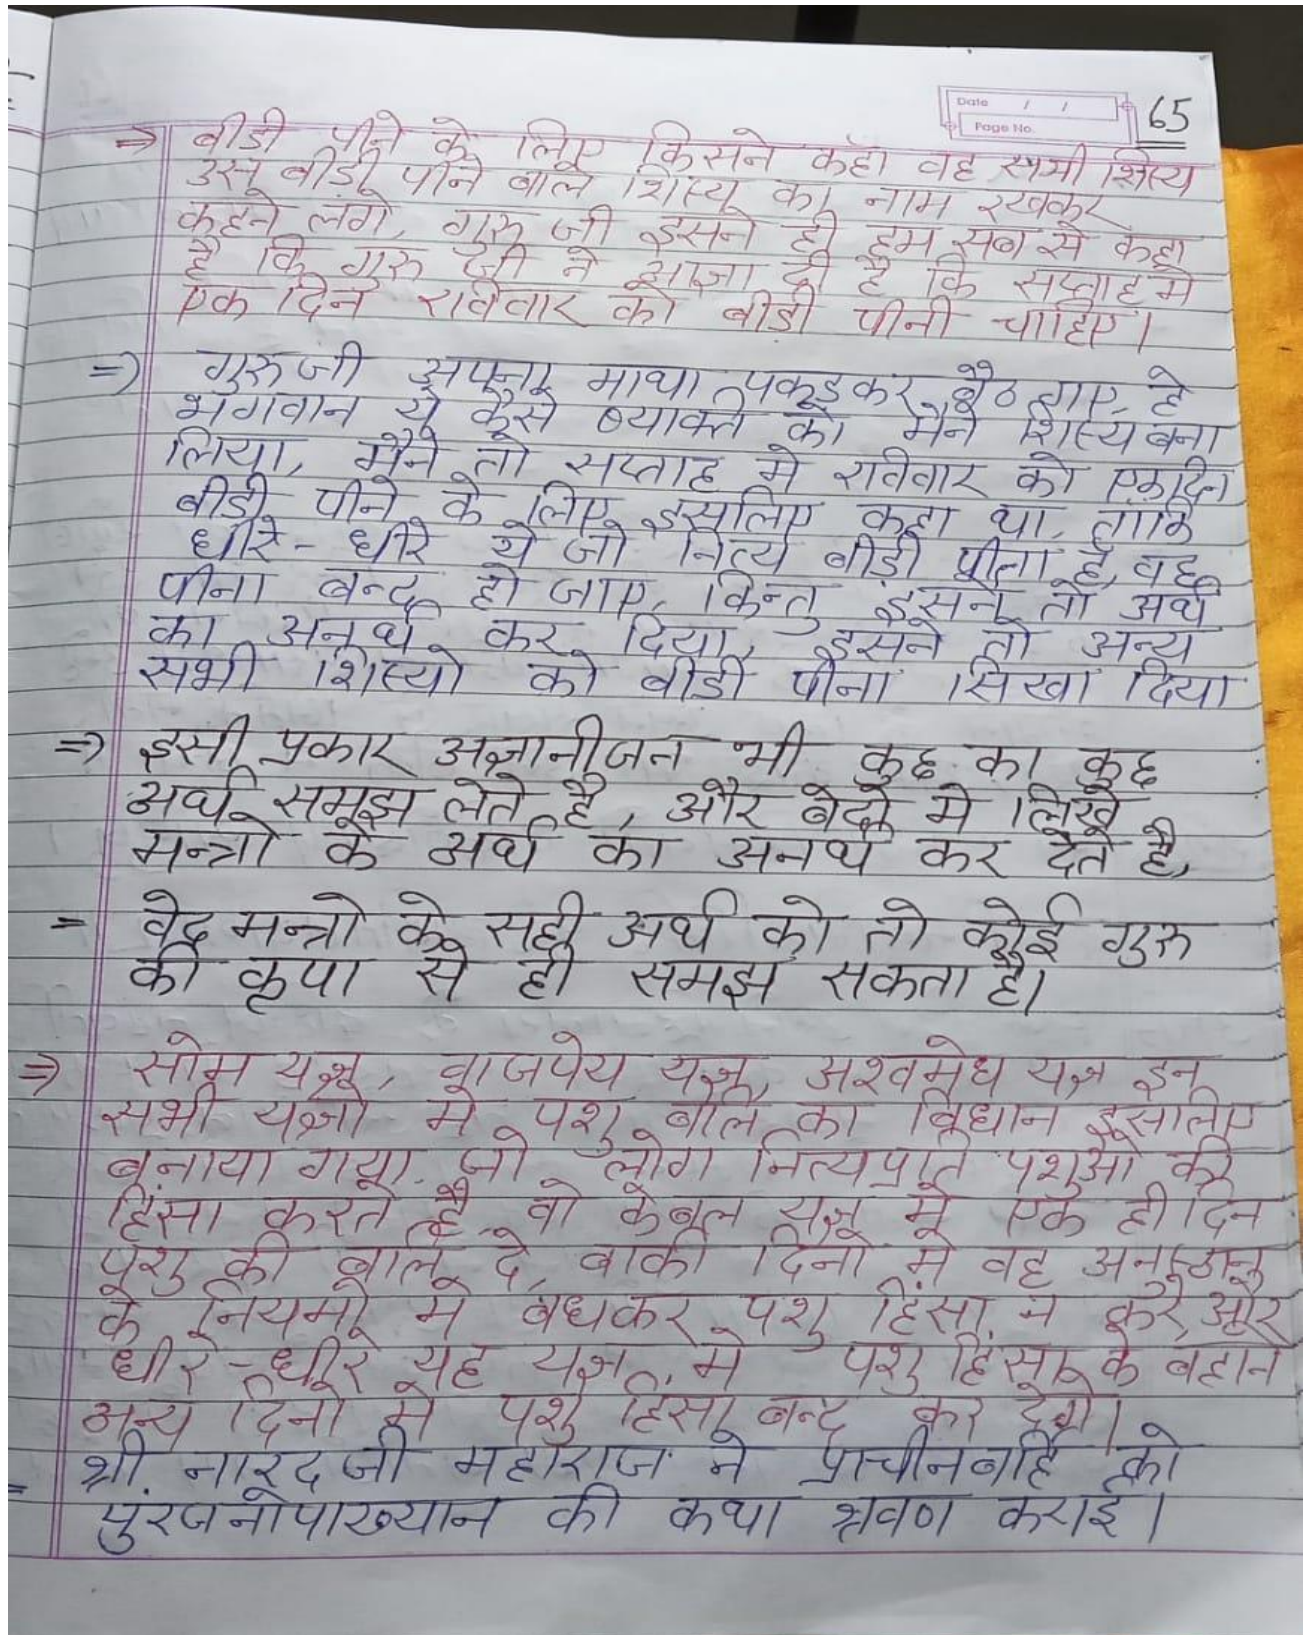 Date / /
Page No.
65
⇒ बीडी पीने के लिए किसने कहॉ वह सभी शिष्य
उस बीडी पीने बाले शिष्य का नाम रखकर
कहने लगे, गुरू जी इसने ही हम सब से कहा
है कि गुरू जी ने आज्ञा दी है कि सप्ताह मे
एक दिन रविवार को बीडी पीनी चाहिए।
⇒ गुरूजी अपना माथा पकड़कर बैठ गए, हे
भगवान ये कैसे व्यक्ति को मैने शिष्य बना
लिया, मैने तो सप्ताह मे रविवार को एकदिन
बीडी पीने के लिए इसलिए कहा था, ताकि
धीरे-धीरे ये जो नित्य बीड़ी पीता है, वह
पीना बन्द हो जाए, किन्तु इसने तो अर्थ
का अनर्थ कर दिया, इसने तो अन्य
सभी शिष्यो को बीडी पीना सिखा दिया
⇒ इसी प्रकार अज्ञानीजन भी कुछ का कुछ
अर्थ समझ लेते है, और बेदो मे लिखे
मन्त्रो के अर्थ का अनर्थ कर देते है,
= वेद मन्त्रो के सही अर्थ को तो कोई गुरू
की कृपा से ही समझ सकता है।
⇒ सोम यज्ञ, वाजपेय यज्ञ, अश्वमेध यज्ञ इन
सभी यज्ञो मे पशु बलि का विधान इसलिए
बनाया गया, जो लोग नित्यप्रति पशुओ की
हिंसा करते है, वो केबल यज्ञ मे एक ही दिन
पशु की बलि दे, बाकी दिनो मे वह अनुष्ठान
के नियमो मे बंधकर पशु हिंसा न करे, और
धीरे-धीरे यह यज्ञ मे पशु हिंसा के बहाने
अन्य दिनो मे पशु हिंसा बन्द कर देगे।
= श्री नारद जी महाराज ने प्राचीनबर्हि को
पुंरजनोपाख्यान की कथा श्रवण कराई।